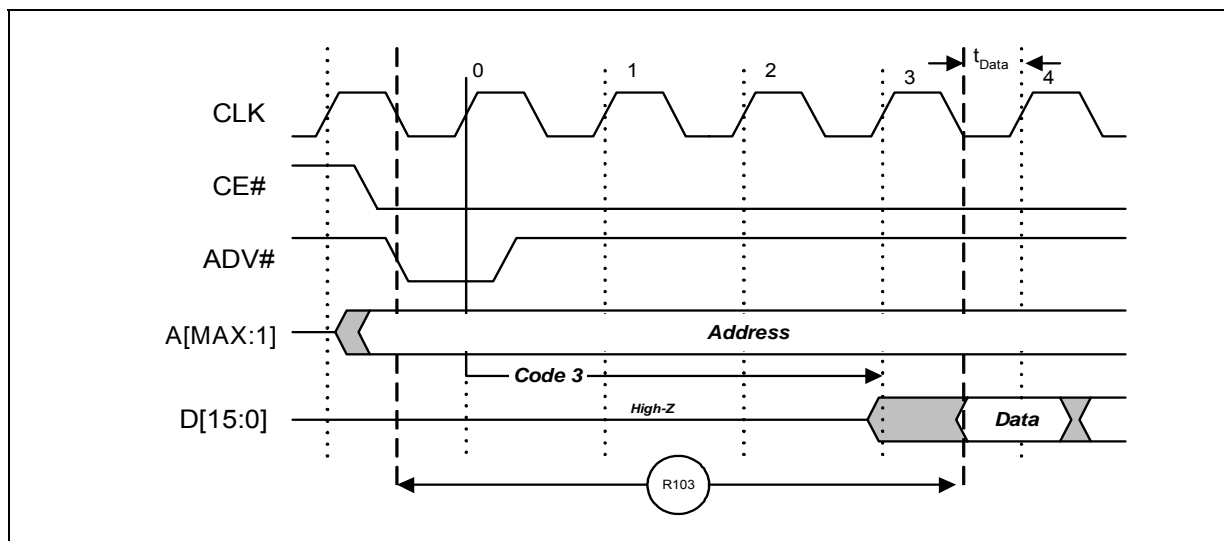 0 1 2 3 tData 4
CLK
CE#
ADV#
A[MAX:1] Address
Code 3
D[15:0] High-Z Data
R103